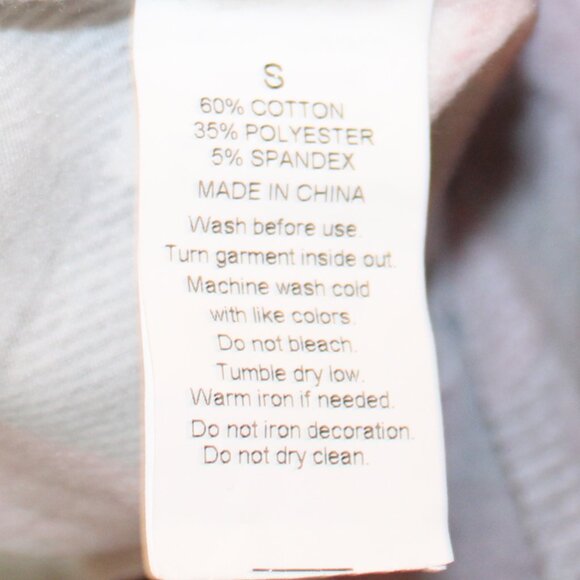 S
60% COTTON
35% POLYESTER
5% SPANDEX
MADE IN CHINA
Wash before use.
Turn garment inside out.
Machine wash cold
with like colors.
Do not bleach.
Tumble dry low.
Warm iron if needed.
Do not iron decoration.
Do not dry clean.